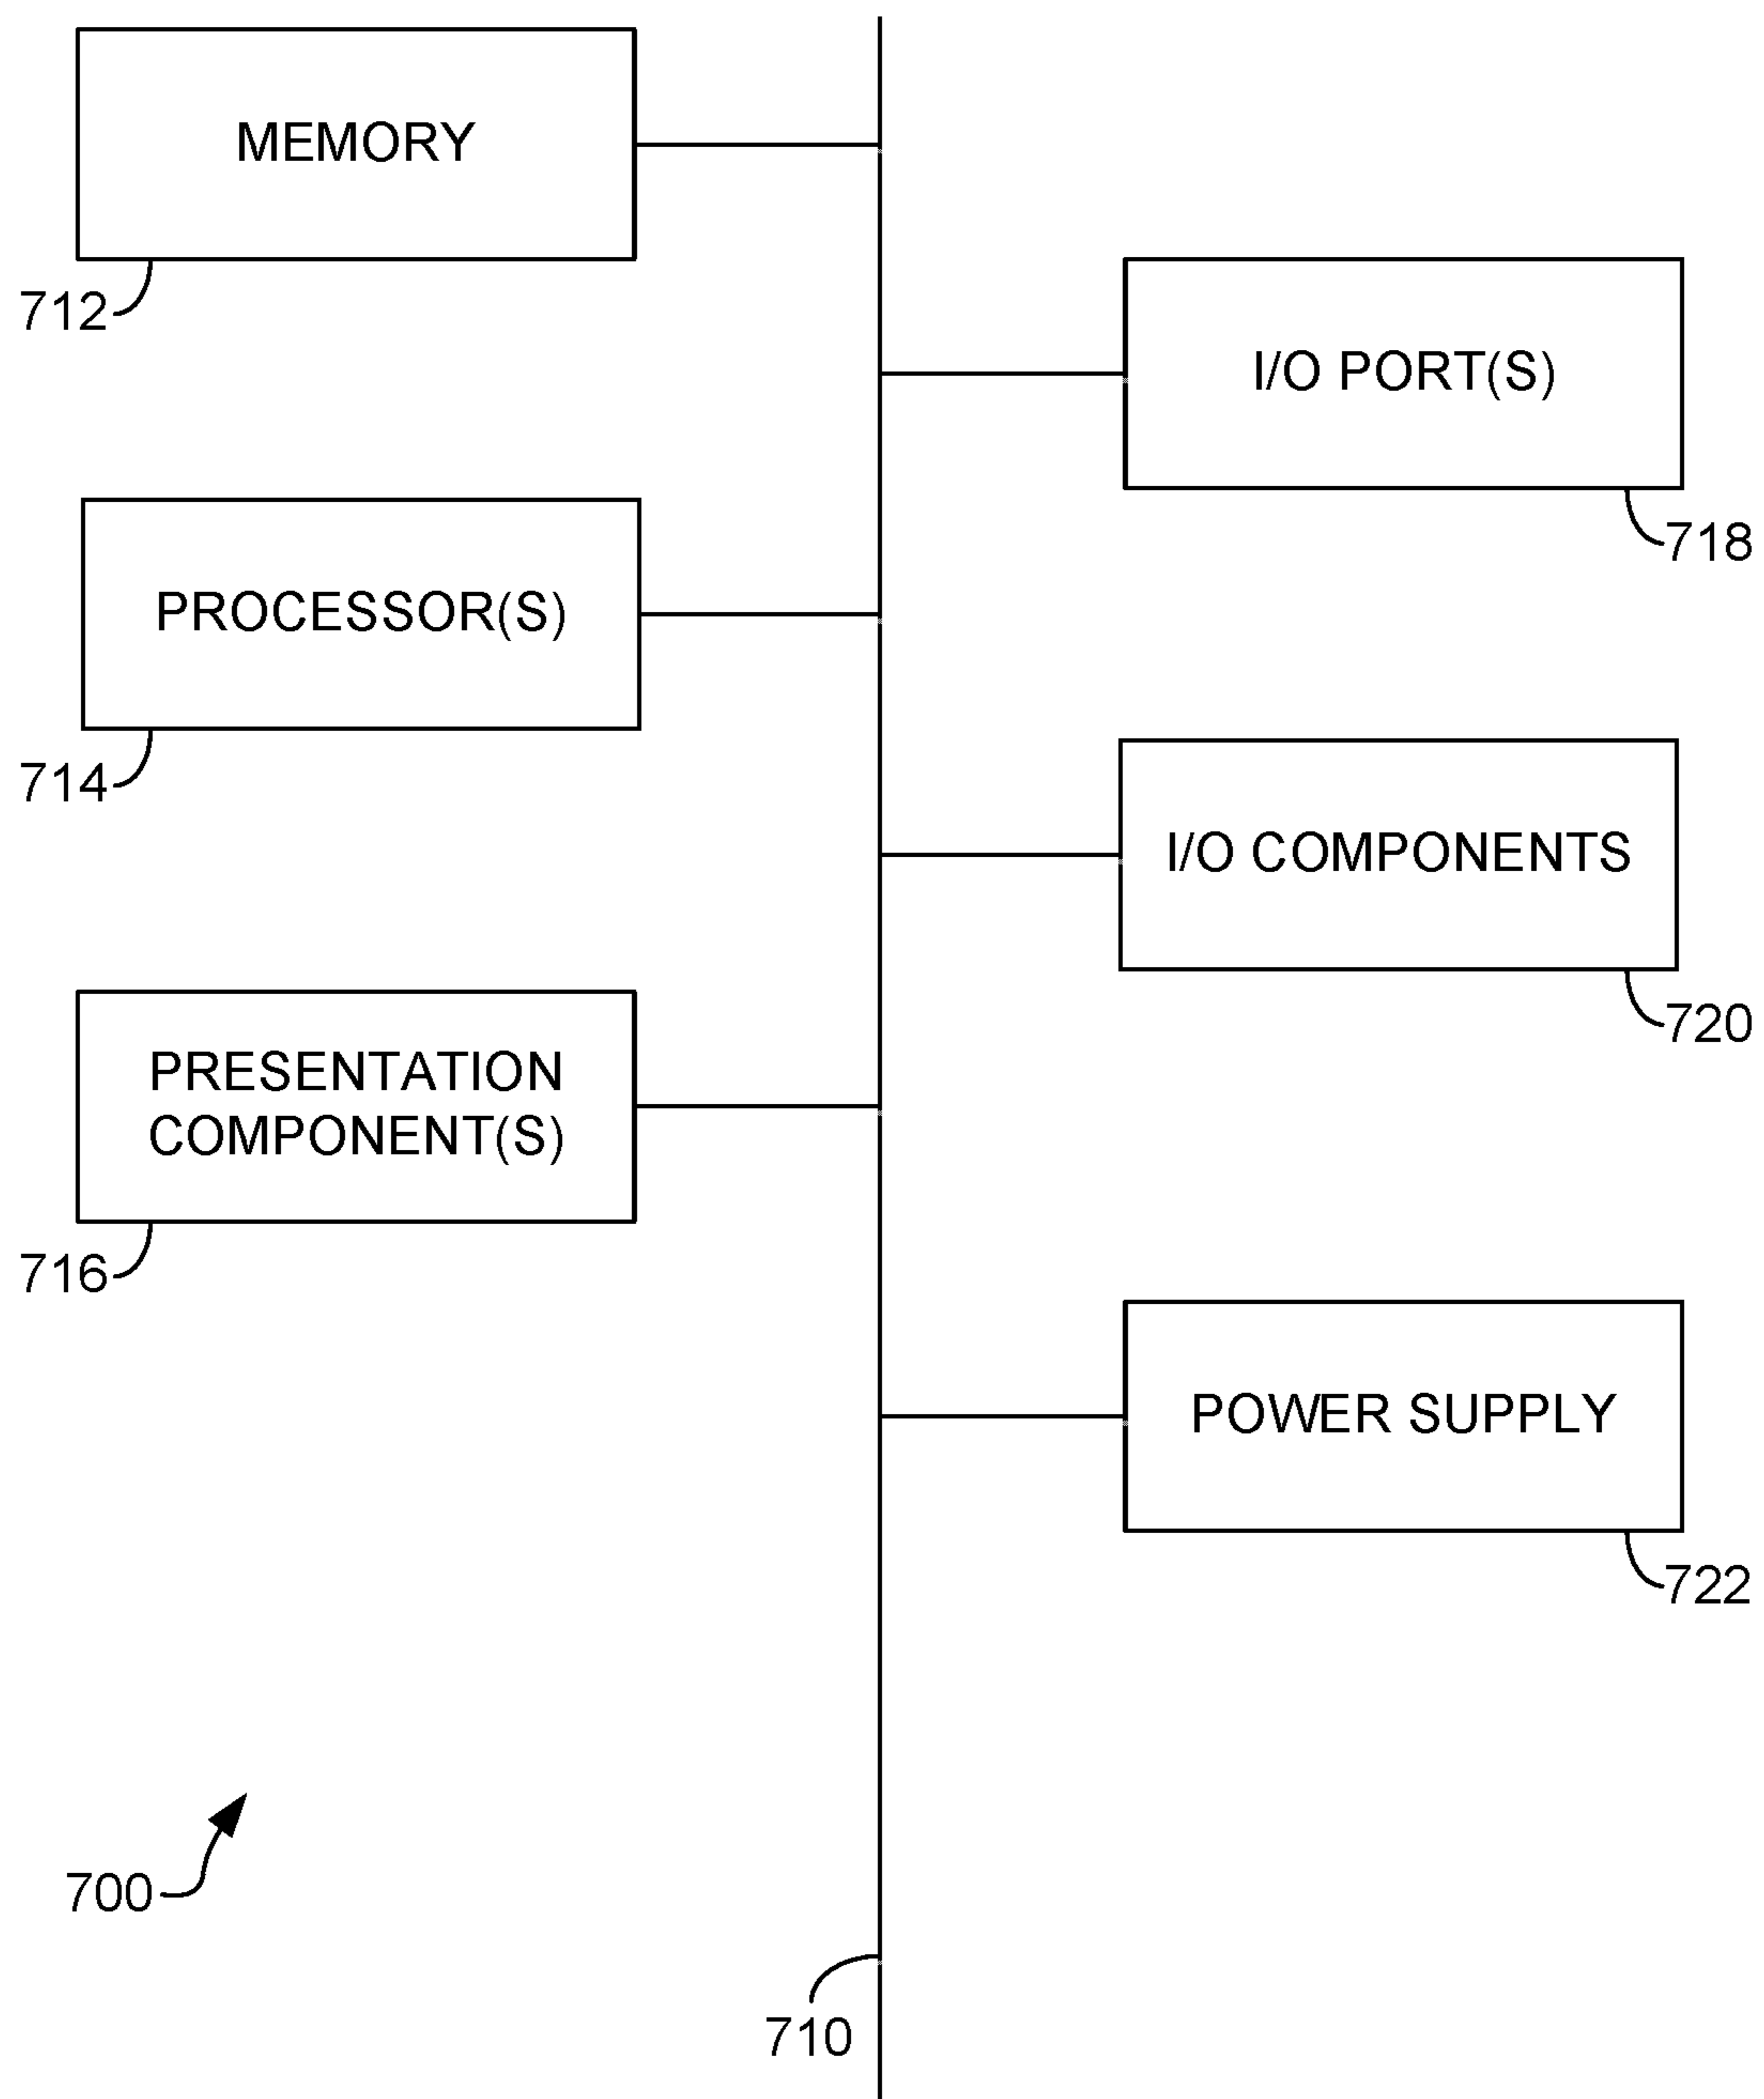 MEMORY
712
I/O PORT(S)
718
PROCESSOR(S)
714
I/O COMPONENTS
720
PRESENTATION
COMPONENT(S)
716
POWER SUPPLY
722
700
710